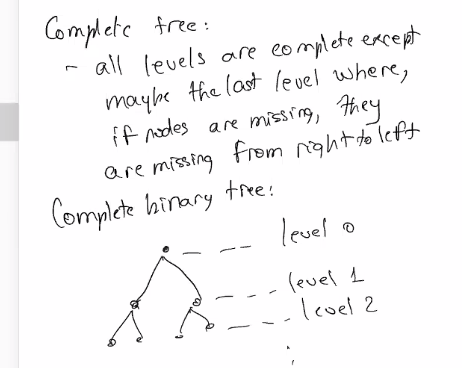 Complete tree:
- all levels are complete except
maybe the last level where,
if nodes are missing, they
are missing from right to left
Complete binary tree:
level 0
level 1
level 2